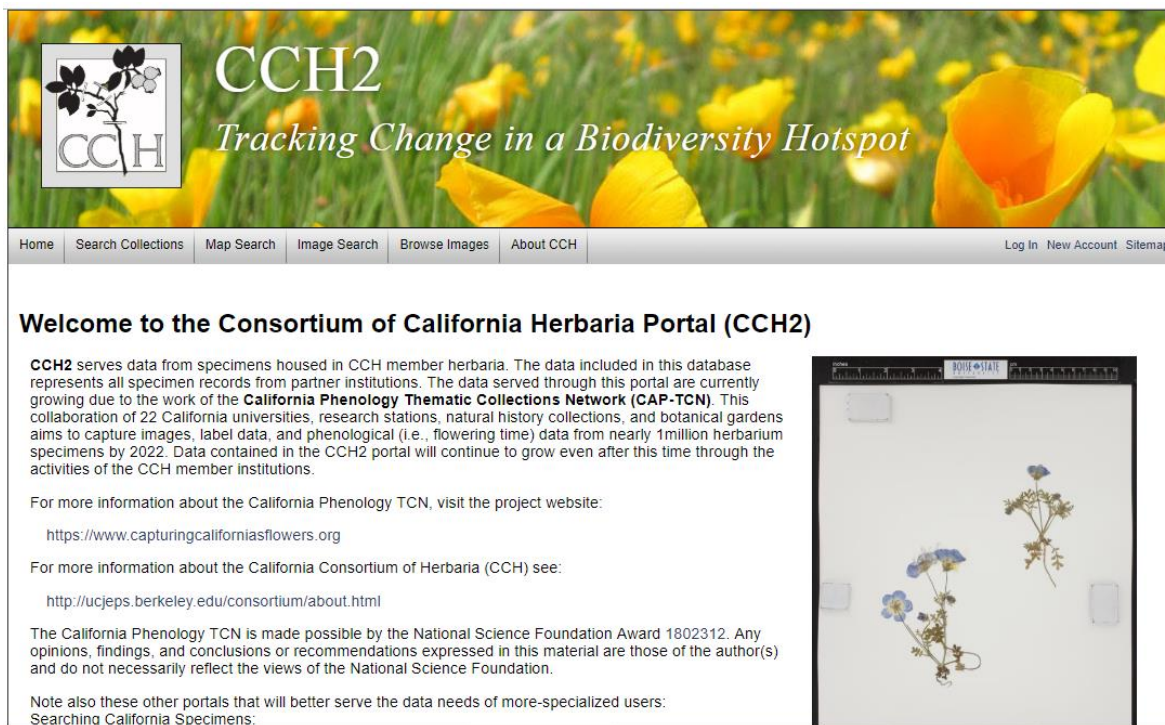 CCH2
Tracking Change in a Biodiversity Hotspot
CCH
Home Search Collections Map Search Image Search Browse Images About CCH Log In New Account Sitemap
Welcome to the Consortium of California Herbaria Portal (CCH2)
CCH2 serves data from specimens housed in CCH member herbaria. The data included in this database
represents all specimen records from partner institutions. The data served through this portal are currently
growing due to the work of the California Phenology Thematic Collections Network (CAP-TCN). This
collaboration of 22 California universities, research stations, natural history collections, and botanical gardens
aims to capture images, label data, and phenological (i.e., flowering time) data from nearly 1million herbarium
specimens by 2022. Data contained in the CCH2 portal will continue to grow even after this time through the
activities of the CCH member institutions.
For more information about the California Phenology TCN, visit the project website:
https://www.capturingcaliforniasflowers.org
For more information about the California Consortium of Herbaria (CCH) see:
http://ucjeps.berkeley.edu/consortium/about.html
The California Phenology TCN is made possible by the National Science Foundation Award 1802312. Any
opinions, findings, and conclusions or recommendations expressed in this material are those of the author(s)
and do not necessarily reflect the views of the National Science Foundation.
Note also these other portals that will better serve the data needs of more-specialized users:
Searching California Specimens:
inches
BOISE STATE
cm